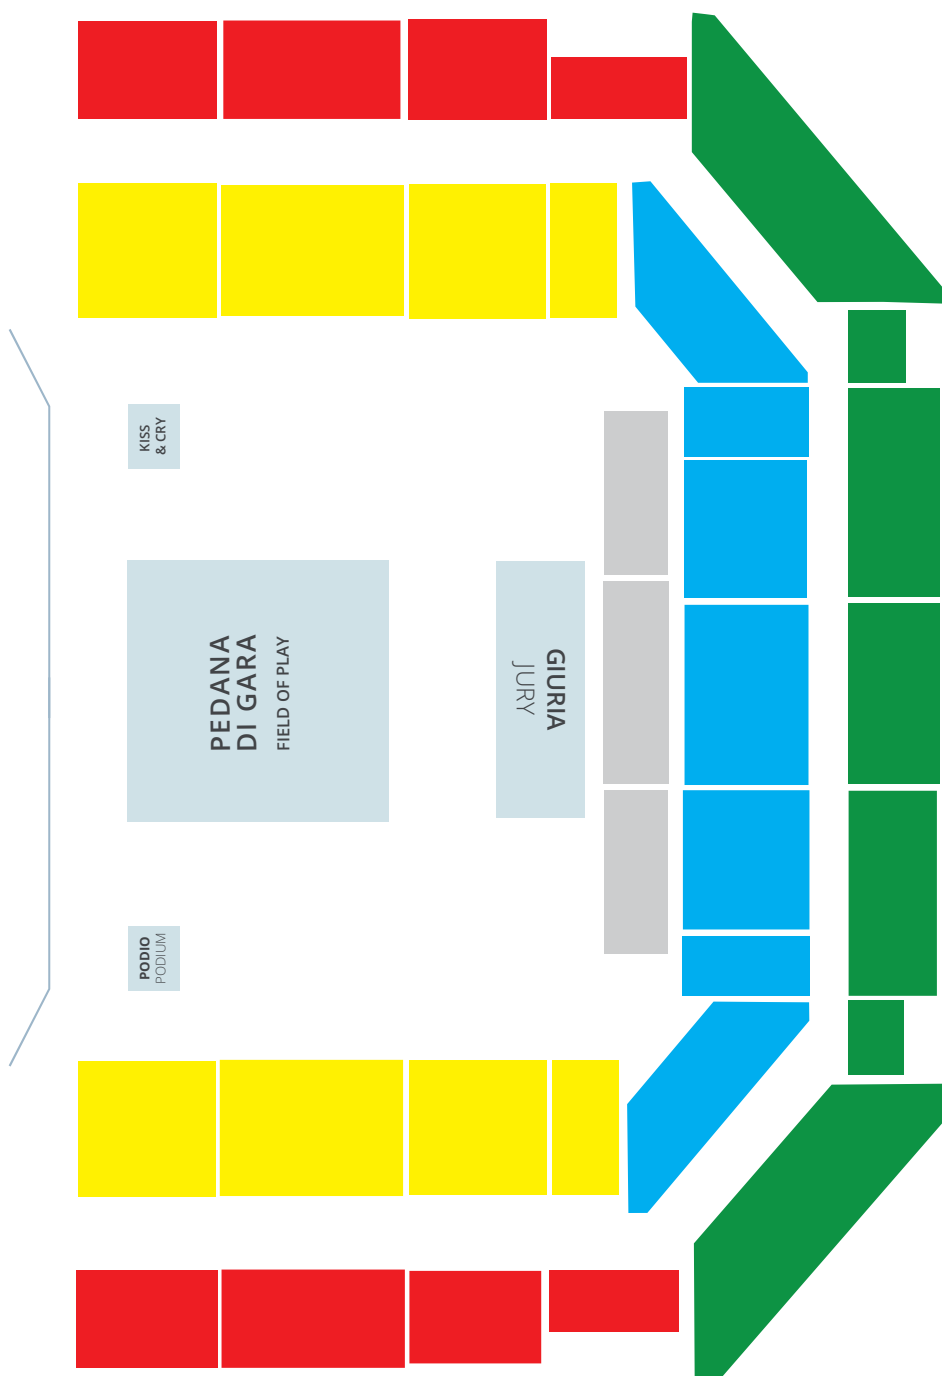 KISS
& CRY
PEDANA
DI GARA
FIELD OF PLAY
GIURIA
JURY
PODIO
PODIUM